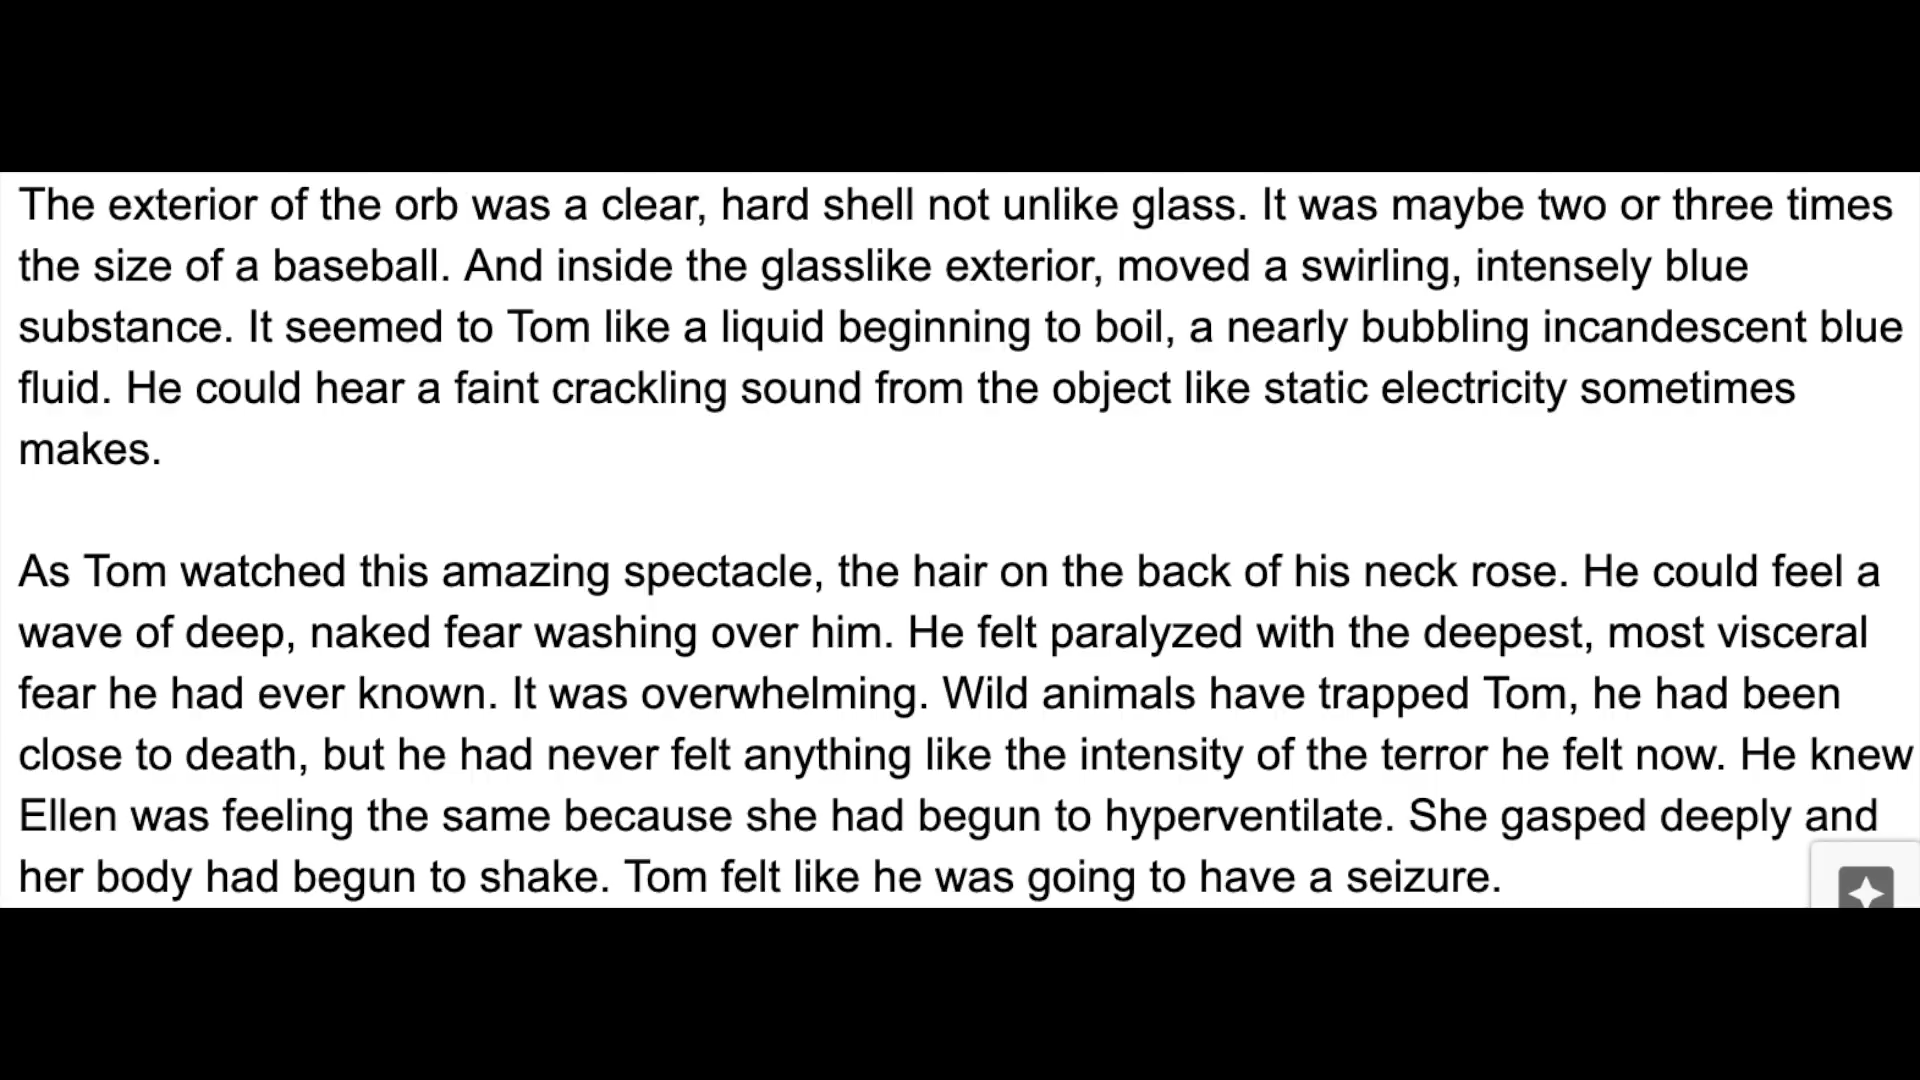 The exterior of the orb was a clear, hard shell not unlike glass. It was maybe two or three times
the size of a baseball. And inside the glasslike exterior, moved a swirling, intensely blue
substance. It seemed to Tom like a liquid beginning to boil, a nearly bubbling incandescent blue
fluid. He could hear a faint crackling sound from the object like static electricity sometimes
makes.
As Tom watched this amazing spectacle, the hair on the back of his neck rose. He could feel a
wave of deep, naked fear washing over him. He felt paralyzed with the deepest, most visceral
fear he had ever known. It was overwhelming. Wild animals have trapped Tom, he had been
close to death, but he had never felt anything like the intensity of the terror he felt now. He knew
Ellen was feeling the same because she had begun to hyperventilate. She gasped deeply and
her body had begun to shake. Tom felt like he was going to have a seizure.